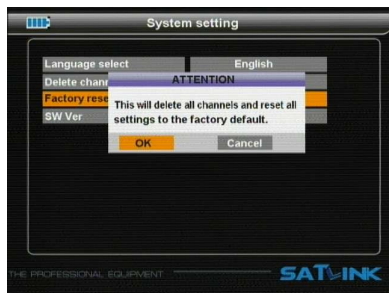 System setting
Language select English
Delete chann
ATTENTION
Factory rese
This will delete all channels and reset all
settings to the factory default.
SW Ver
OK Cancel
THE PROFESSIONAL EQUIPMENT
SATLINK